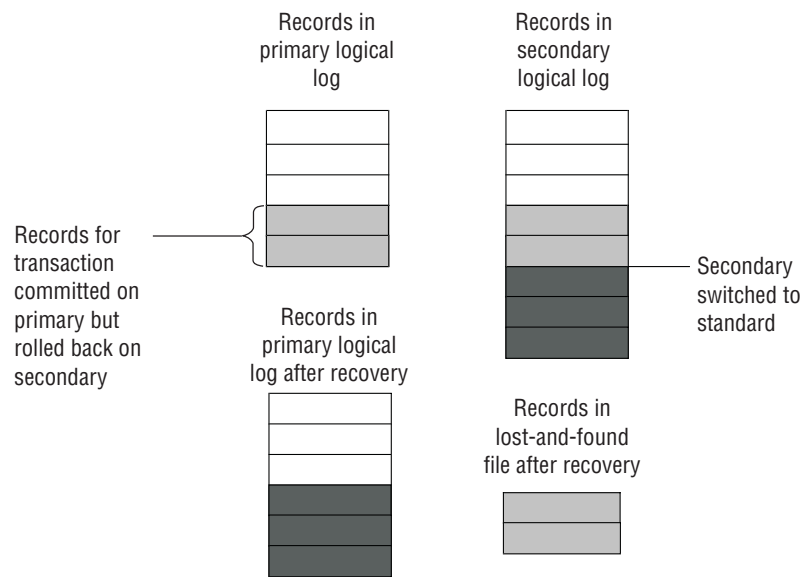 Records in
primary logical
log
Records in
secondary
logical log
Records for
transaction
committed on
primary but
rolled back on
secondary
Secondary
switched to
standard
Records in
primary logical
log after recovery
Records in
lost-and-found
file after recovery